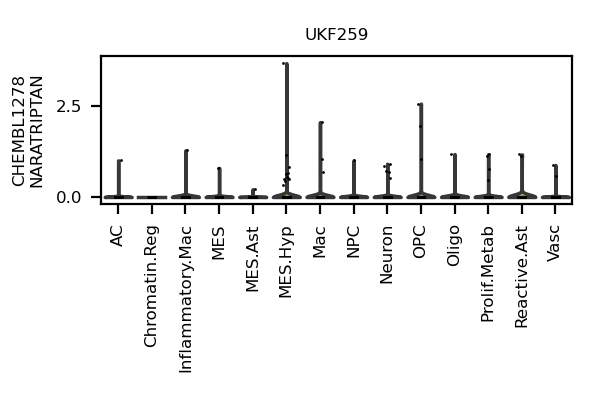 UKF259
CHEMBL1278
NARATRIPTAN
2.5
0.0
AC
Chromatin.Reg
Inflammatory.Mac
MES
MES.Ast
MES.Hyp
Mac
NPC
Neuron
OPC
Oligo
Prolif.Metab
Reactive.Ast
Vasc